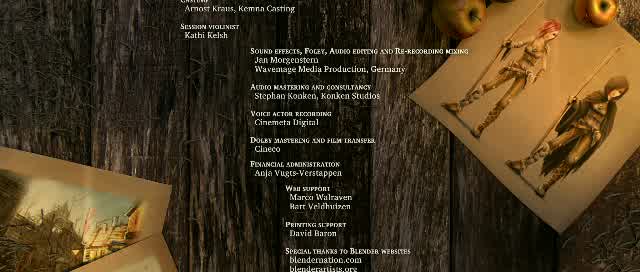 Casting
Arnost Kraus, Kemna Casting
Session violinist
Kathi Kelsh
Sound effects, Foley, Audio editing and Re-recording mixing
Jan Morgenstern
Wavemage Media Production, Germany
Audio mastering and consultancy
Stephan Konken, Konken Studios
Voice actor recording
Cinemeta Digital
Dolby mastering and film transfer
Cineco
Financial administration
Anja Vugts-Verstappen
Web support
Marco Walraven
Bart Veldhuizen
Printing support
David Baron
Special thanks to Blender websites
blendernation.com
blenderartists.org